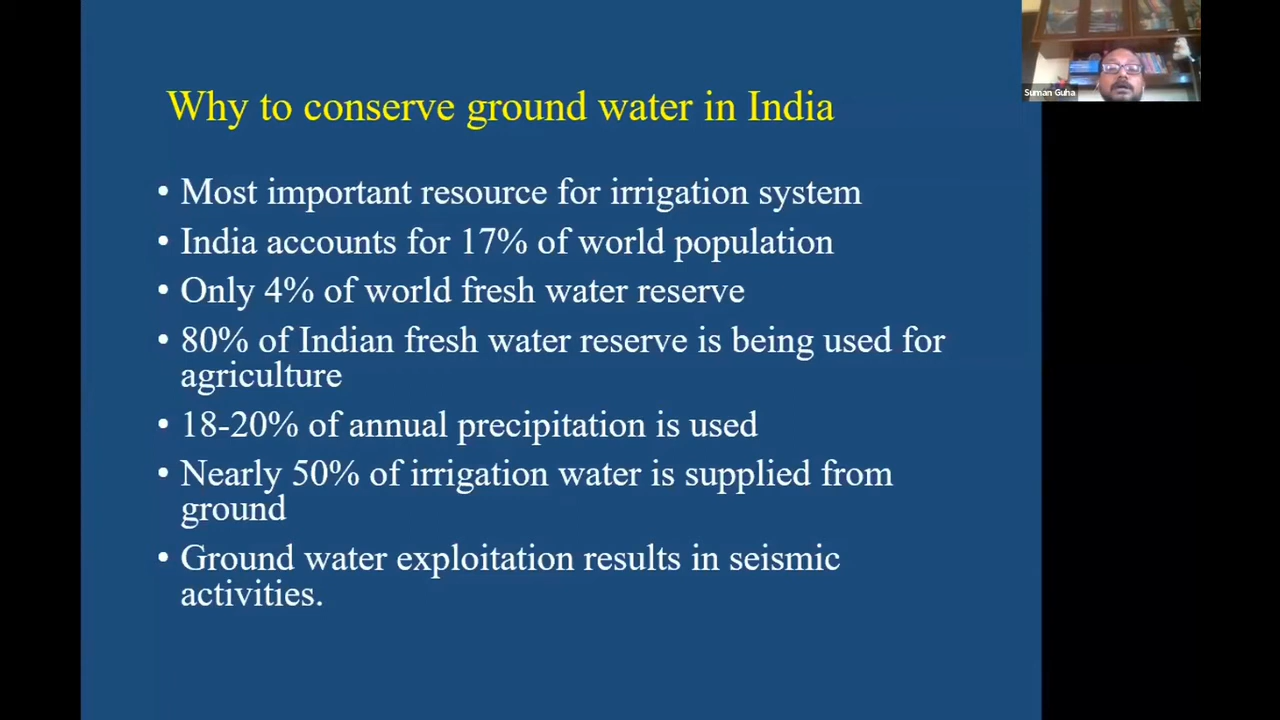 Suman Guha
Why to conserve ground water in India
• Most important resource for irrigation system
• India accounts for 17% of world population
• Only 4% of world fresh water reserve
• 80% of Indian fresh water reserve is being used for
agriculture
• 18-20% of annual precipitation is used
• Nearly 50% of irrigation water is supplied from
ground
• Ground water exploitation results in seismic
activities.